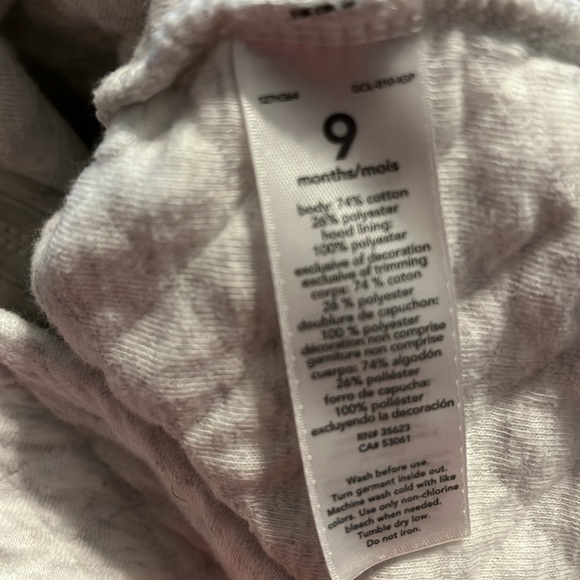 9
months/mois
body: 74% cotton
26% polyester
hood lining:
100% polyester
exclusive of decoration
exclusive of trimming
corps: 74 % coton
26 % polyester
doublure de capuchon:
100 % polyester
décoration non comprise
garniture non comprise
cuerpo: 74% algodón
26% poliéster
forro de capucha:
100% poliéster
excluyendo la decoración
RN# 35623
CA# 53061
Wash before use.
Turn garment inside out.
Machine wash cold with like
colors. Use only non-chlorine
bleach when needed.
Tumble dry low.
Do not iron.